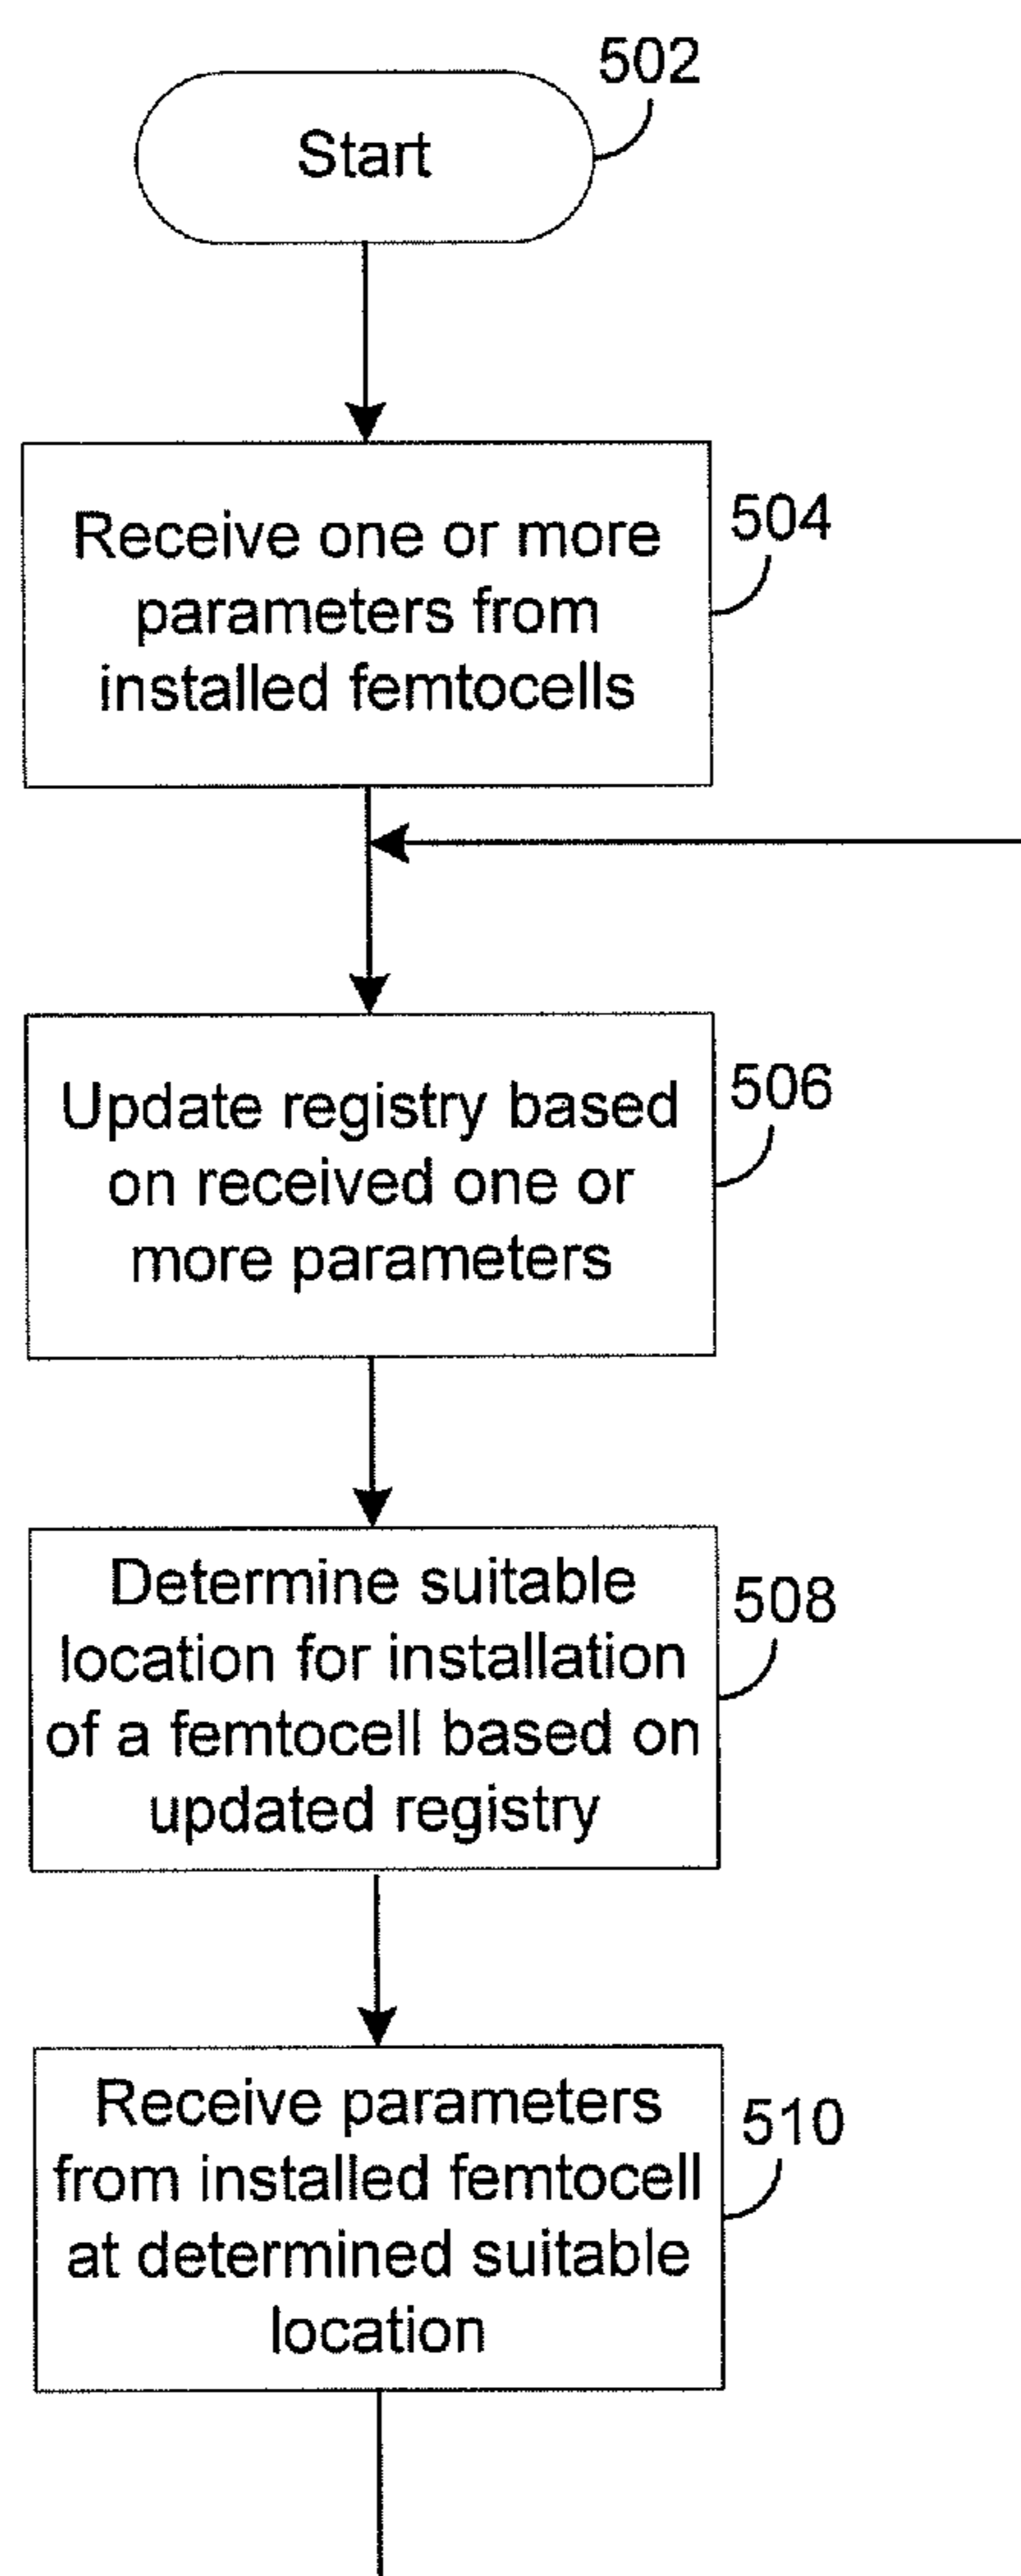 502
Start
504
Receive one or more
parameters from
installed femtocells
506
Update registry based
on received one or
more parameters
508
Determine suitable
location for installation
of a femtocell based on
updated registry
510
Receive parameters
from installed femtocell
at determined suitable
location